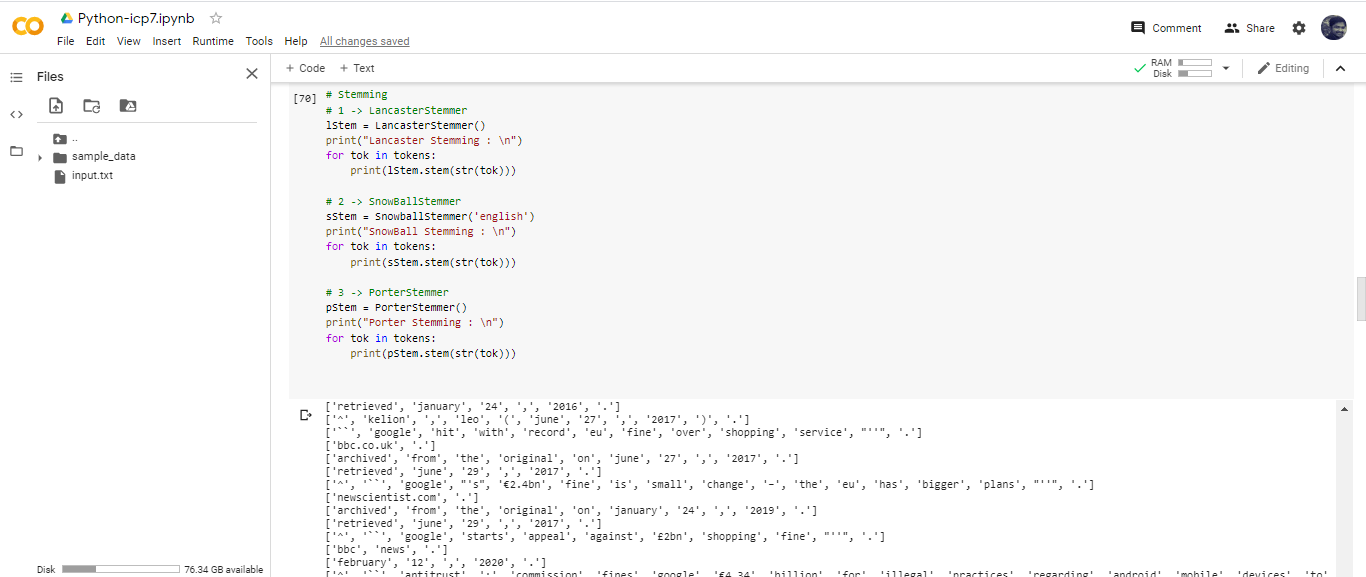 Python-icp7.ipynb
File Edit View Insert Runtime Tools Help All changes saved
Comment Share
Files
+ Code + Text
RAM
Disk
Editing
..
sample_data
input.txt
Disk 76.34 GB available
[70]
# Stemming
# 1 -> LancasterStemmer
lStem = LancasterStemmer()
print("Lancaster Stemming : \n")
for tok in tokens:
    print(lStem.stem(str(tok)))
# 2 -> SnowBallStemmer
sStem = SnowballStemmer('english')
print("SnowBall Stemming : \n")
for tok in tokens:
    print(sStem.stem(str(tok)))
# 3 -> PorterStemmer
pStem = PorterStemmer()
print("Porter Stemming : \n")
for tok in tokens:
    print(pStem.stem(str(tok)))
['retrieved', 'january', '24', ',', '2016', '.']
['^', 'kelion', ',', 'leo', '(', 'june', '27', ',', '2017', ')', '.']
['``', 'google', 'hit', 'with', 'record', 'eu', 'fine', 'over', 'shopping', 'service', "''", '.']
['bbc.co.uk', '.']
['archived', 'from', 'the', 'original', 'on', 'june', '27', ',', '2017', '.']
['retrieved', 'june', '29', ',', '2017', '.']
['^', '``', 'google', "'s", '€2.4bn', 'fine', 'is', 'small', 'change', '–', 'the', 'eu', 'has', 'bigger', 'plans', "''", '.']
['newscientist.com', '.']
['archived', 'from', 'the', 'original', 'on', 'january', '24', ',', '2019', '.']
['retrieved', 'june', '29', ',', '2017', '.']
['^', '``', 'google', 'starts', 'appeal', 'against', '£2bn', 'shopping', 'fine', "''", '.']
['bbc', 'news', '.']
['february', '12', ',', '2020', '.']
['^', '``', 'antitrust', ':', 'commission', 'fines', 'google', '€4.34', 'billion', 'for', 'illegal', 'practices', 'regarding', 'android', 'mobile', 'devices', 'to'